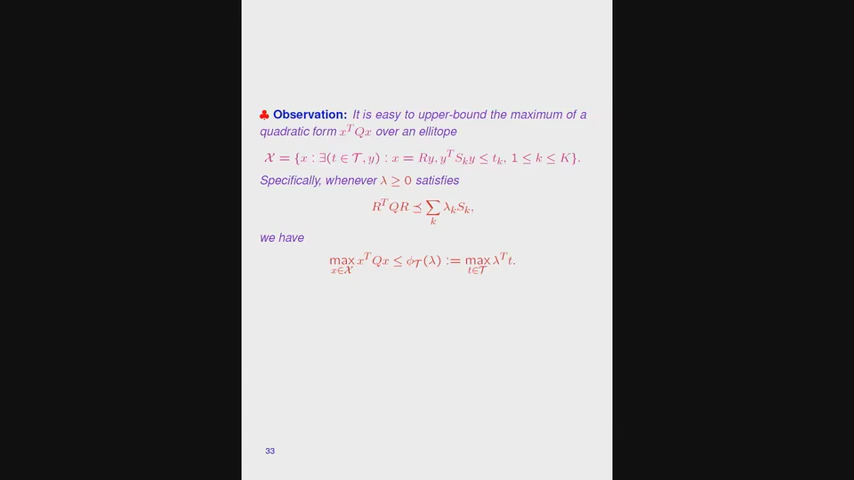 ♣ Observation: It is easy to upper-bound the maximum of a
quadratic form x^T Qx over an ellitope
𝒳 = {x : ∃(t ∈ 𝒯, y) : x = Ry, y^T S_k y ≤ t_k, 1 ≤ k ≤ K}.
Specifically, whenever λ ≥ 0 satisfies
R^T QR ⪯ ∑_k λ_k S_k,
we have
max_{x∈𝒳} x^T Qx ≤ ϕ_𝒯(λ) := max_{t∈𝒯} λ^T t.
33